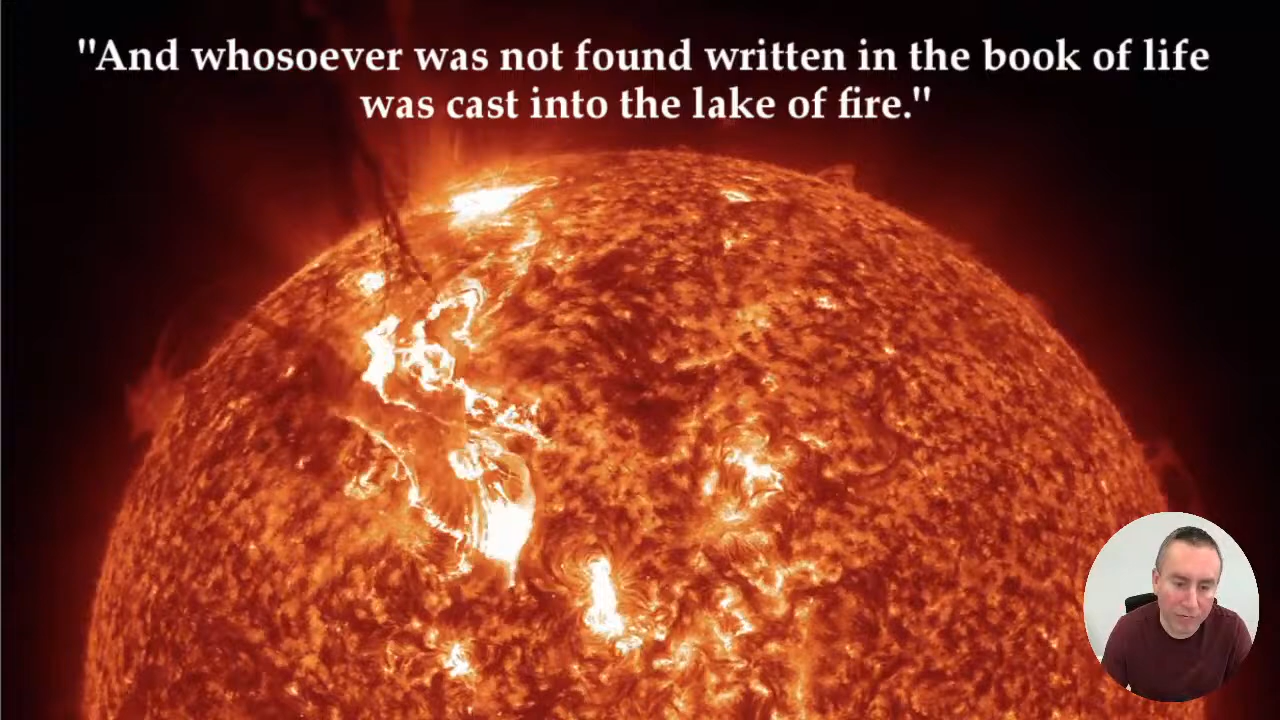 "And whosoever was not found written in the book of life
was cast into the lake of fire."